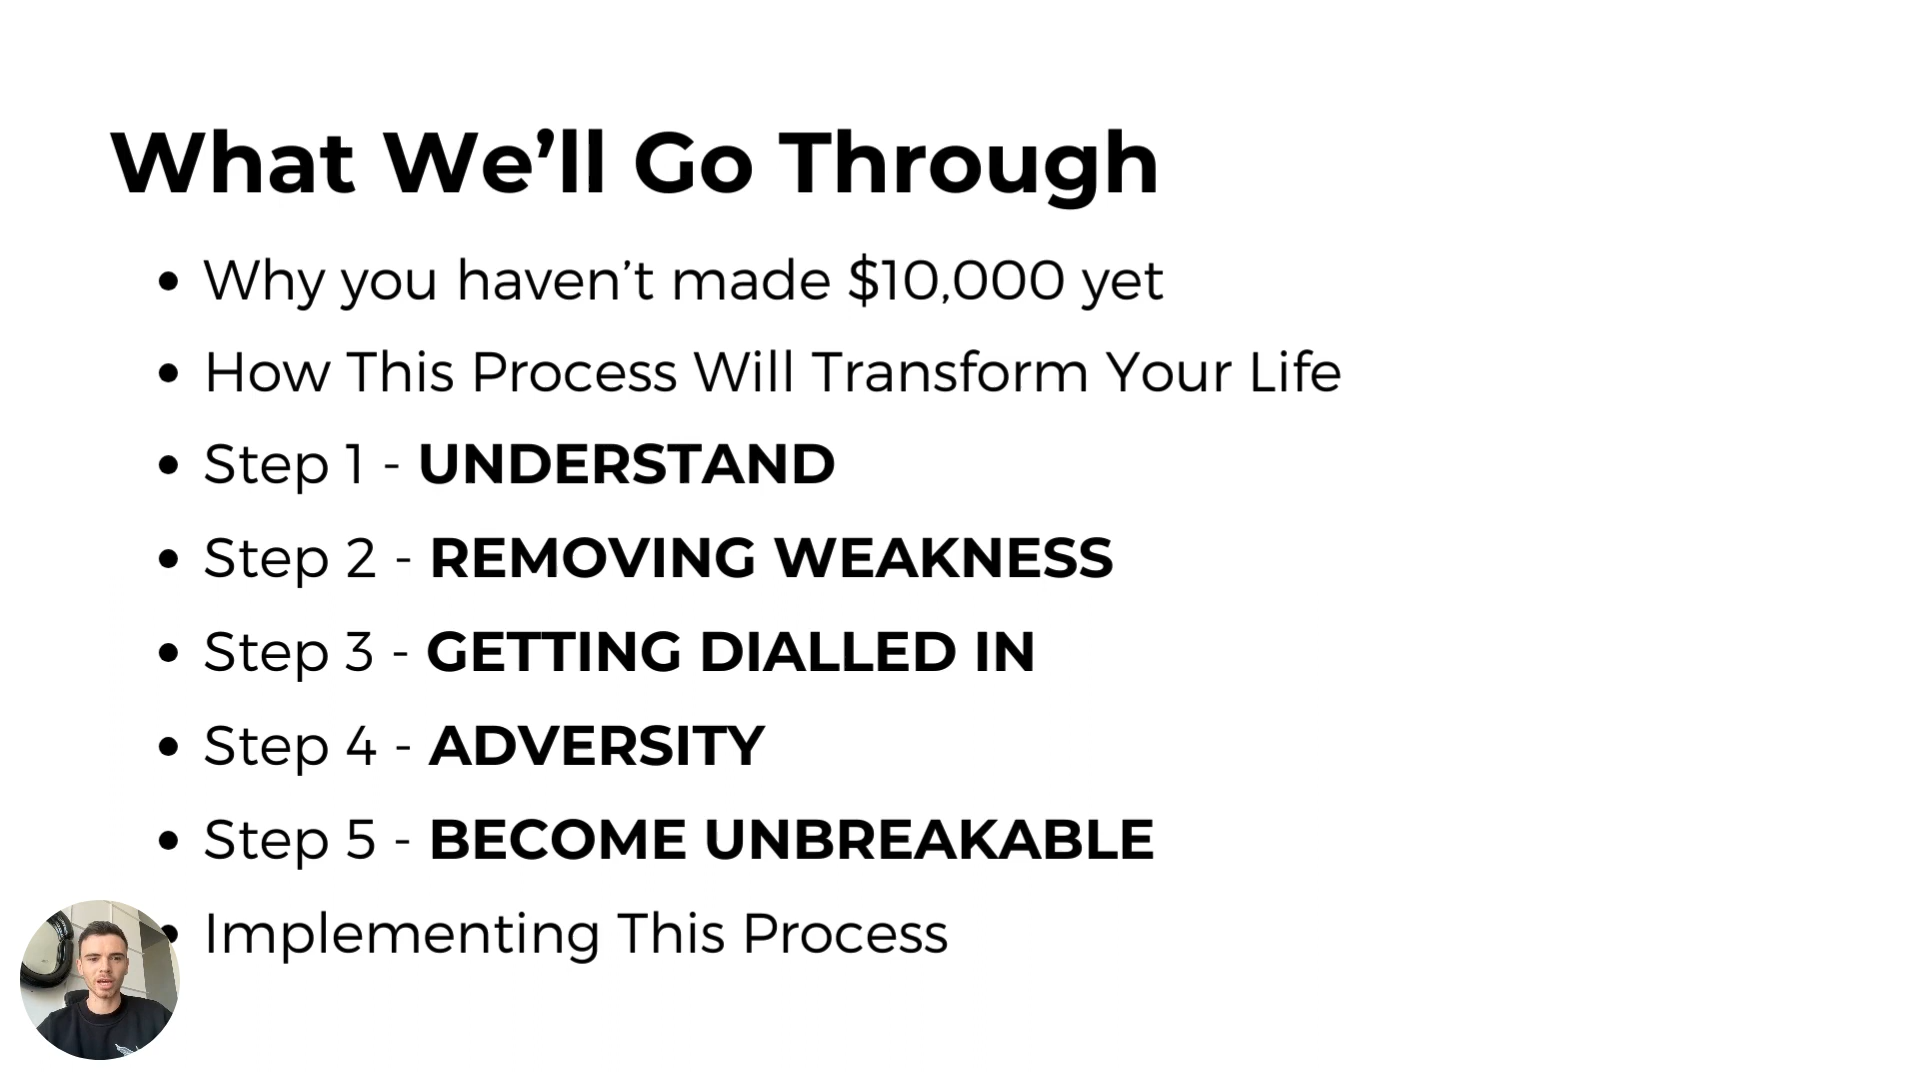 What We’ll Go Through
• Why you haven’t made $10,000 yet
• How This Process Will Transform Your Life
• Step 1 - UNDERSTAND
• Step 2 - REMOVING WEAKNESS
• Step 3 - GETTING DIALLED IN
• Step 4 - ADVERSITY
• Step 5 - BECOME UNBREAKABLE
• Implementing This Process